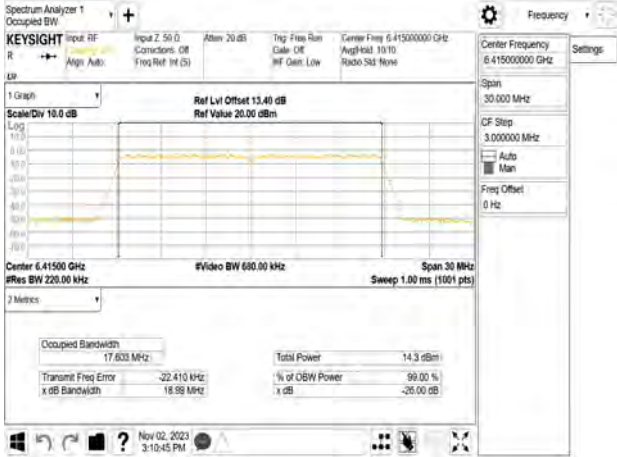 Spectrum Analyzer 1
Occupied BW
Frequency
KEYSIGHT Input: RF
R
Align: Auto
Input Z: 50 Ω
Corrections: Off
Freq Ref: Int (S)
Atten: 20 dB
Trig: Free Run
Gate: Off
#IF Gain: Low
Center Freq: 6.415000000 GHz
Avg|Hold: 10/10
Radio Std: None
Center Frequency
6.415000000 GHz
Settings
Span
30.000 MHz
CF Step
3.000000 MHz
Auto
Man
Freq Offset
0 Hz
1 Graph
Scale/Div 10.0 dB
Ref Lvl Offset 13.40 dB
Ref Value 20.00 dBm
Log
Center 6.41500 GHz
#Res BW 220.00 kHz
#Video BW 680.00 kHz
Span 30 MHz
Sweep 1.00 ms (1001 pts)
2 Metrics
Occupied Bandwidth
17.603 MHz
Transmit Freq Error -22.410 kHz
x dB Bandwidth 18.99 MHz
Total Power 14.3 dBm
% of OBW Power 99.00 %
x dB -26.00 dB
Nov 02, 2023
3:10:45 PM